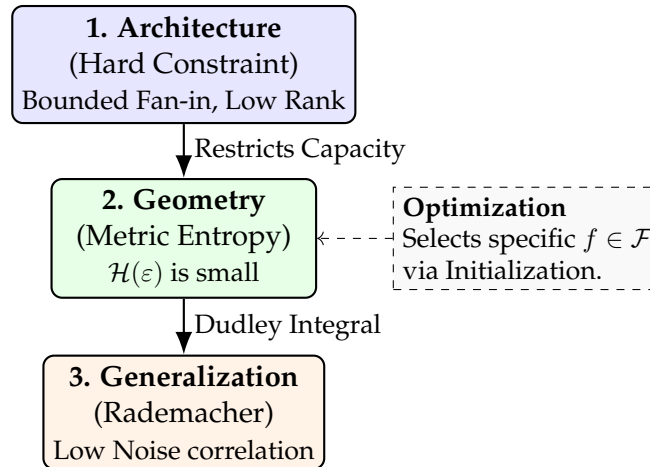 1. Architecture
(Hard Constraint)
Bounded Fan-in, Low Rank
Restricts Capacity
2. Geometry
(Metric Entropy)
ℋ(ε) is small
Optimization
Selects specific f ∈ ℱ
via Initialization.
Dudley Integral
3. Generalization
(Rademacher)
Low Noise correlation